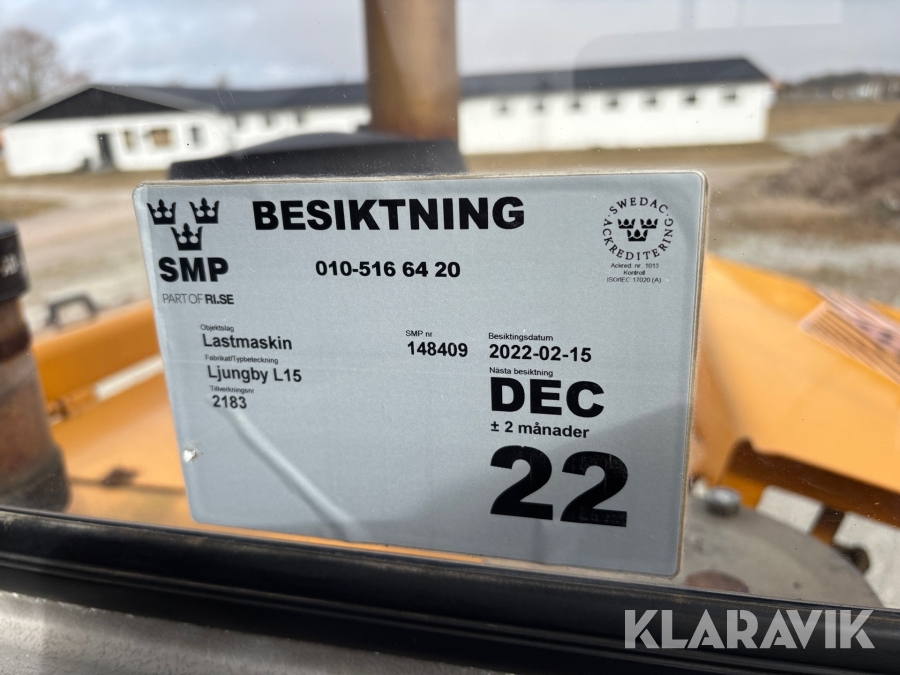 BESIKTNING
SMP
PART OF RI.SE
010-516 64 20
SWEDAC
ACKREDITERING
Ackred. nr. 1013
Kontroll
ISO/IEC 17020 (A)
Objektslag
Lastmaskin
Fabrikat/Typbeteckning
Ljungby L15
Tillverkningsnr
2183
SMP nr
148409
Besiktingsdatum
2022-02-15
Nästa besiktning
DEC
± 2 månader
22
KLARAVIK